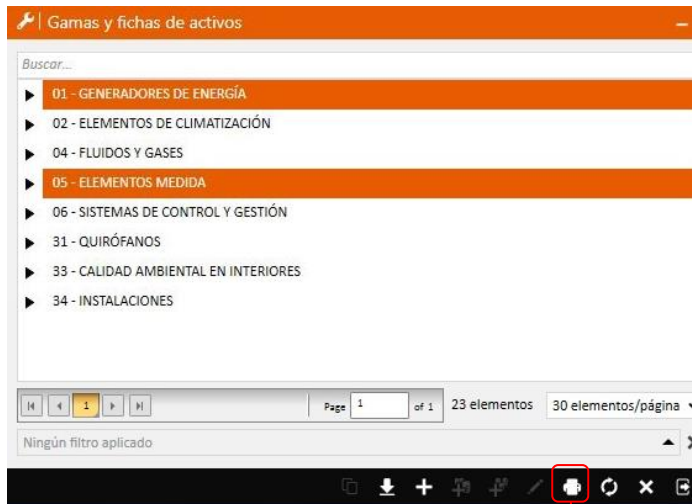 Gamas y fichas de activos
Buscar...
01 - GENERADORES DE ENERGÍA
02 - ELEMENTOS DE CLIMATIZACIÓN
04 - FLUIDOS Y GASES
05 - ELEMENTOS MEDIDA
06 - SISTEMAS DE CONTROL Y GESTIÓN
31 - QUIRÓFANOS
33 - CALIDAD AMBIENTAL EN INTERIORES
34 - INSTALACIONES
1 Page 1 of 1 23 elementos 30 elementos/página
Ningún filtro aplicado